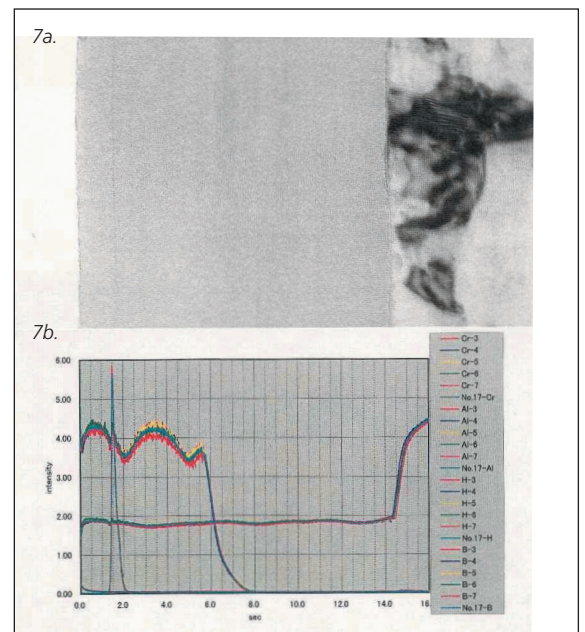 7a.
7b.
6.00
5.00
4.00
3.00
2.00
1.00
0.00
intensity
0.0 2.0 4.0 6.0 8.0 10.0 12.0 14.0 16.
sec
Cr-3
Cr-4
Cr-5
Cr-6
Cr-7
No.17-Cr
Al-3
Al-4
Al-5
Al-6
Al-7
No.17-Al
H-3
H-4
H-5
H-6
H-7
No.17-H
B-3
B-4
B-5
B-6
B-7
No.17-B